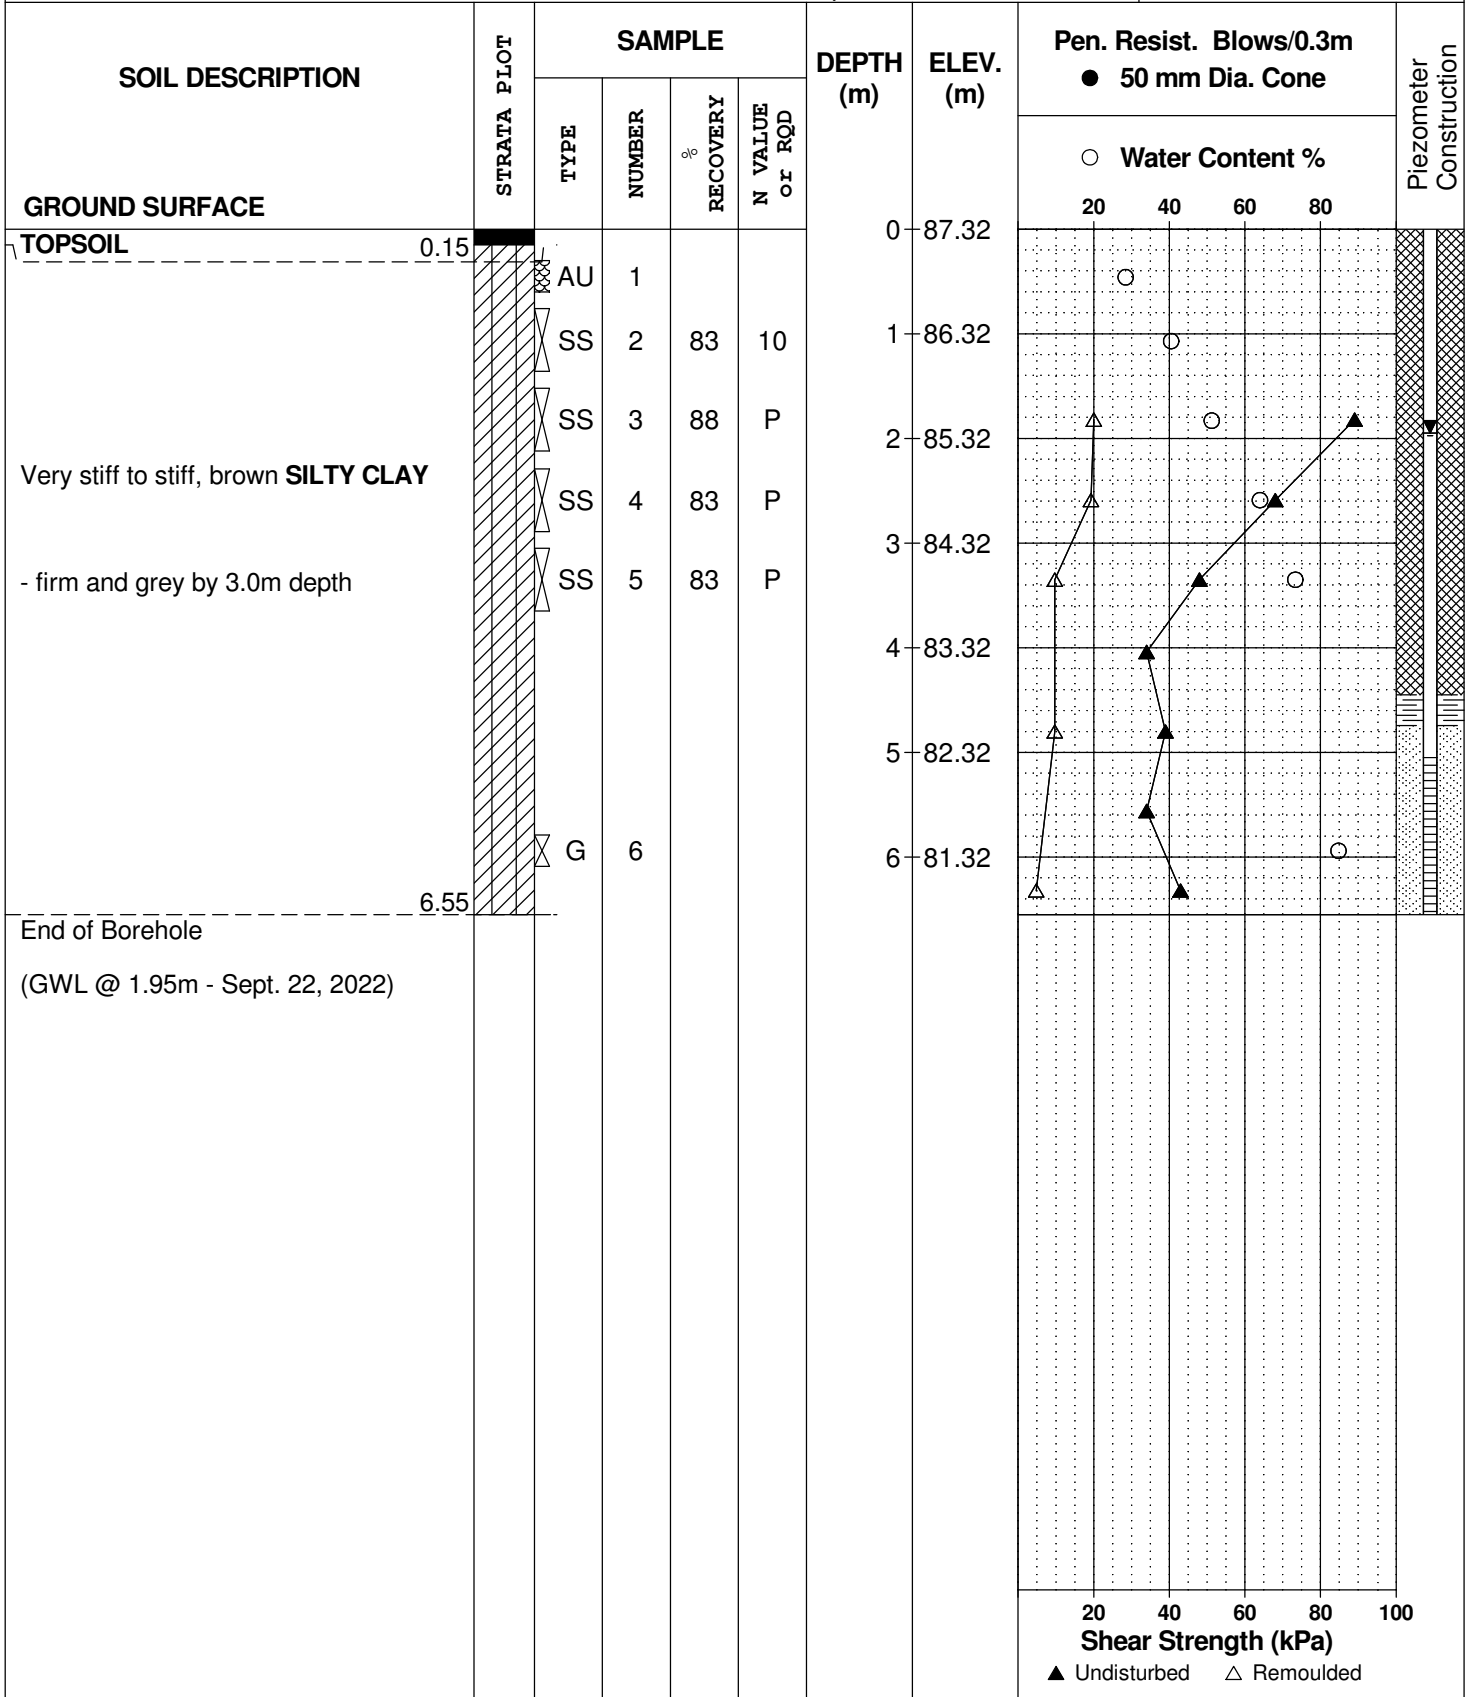 SOIL DESCRIPTION
GROUND SURFACE
STRATA PLOT
SAMPLE
TYPE
NUMBER
%
RECOVERY
N VALUE
or RQD
DEPTH
(m)
ELEV.
(m)
Pen. Resist. Blows/0.3m
● 50 mm Dia. Cone
○ Water Content %
20 40 60 80
Piezometer
Construction
0 87.32
TOPSOIL 0.15
AU 1
SS 2 83 10
1 86.32
SS 3 88 P
2 85.32
Very stiff to stiff, brown SILTY CLAY
SS 4 83 P
3 84.32
- firm and grey by 3.0m depth
SS 5 83 P
4 83.32
5 82.32
G 6
6 81.32
6.55
End of Borehole
(GWL @ 1.95m - Sept. 22, 2022)
20 40 60 80 100
Shear Strength (kPa)
▲ Undisturbed △ Remoulded